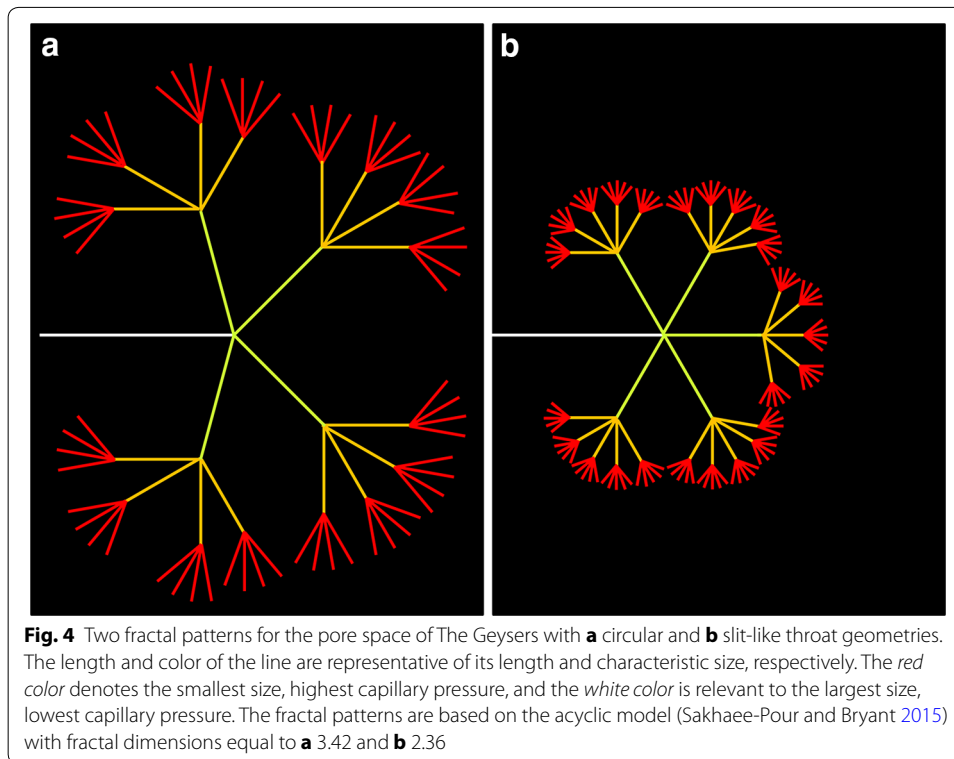 a
b
Fig. 4 Two fractal patterns for the pore space of The Geysers with a circular and b slit-like throat geometries.
The length and color of the line are representative of its length and characteristic size, respectively. The red
color denotes the smallest size, highest capillary pressure, and the white color is relevant to the largest size,
lowest capillary pressure. The fractal patterns are based on the acyclic model (Sakhaee-Pour and Bryant 2015)
with fractal dimensions equal to a 3.42 and b 2.36